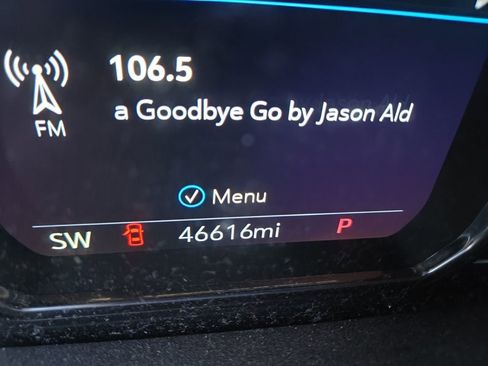 106.5
FM
a Goodbye Go by Jason Ald
Menu
SW 46616mi P